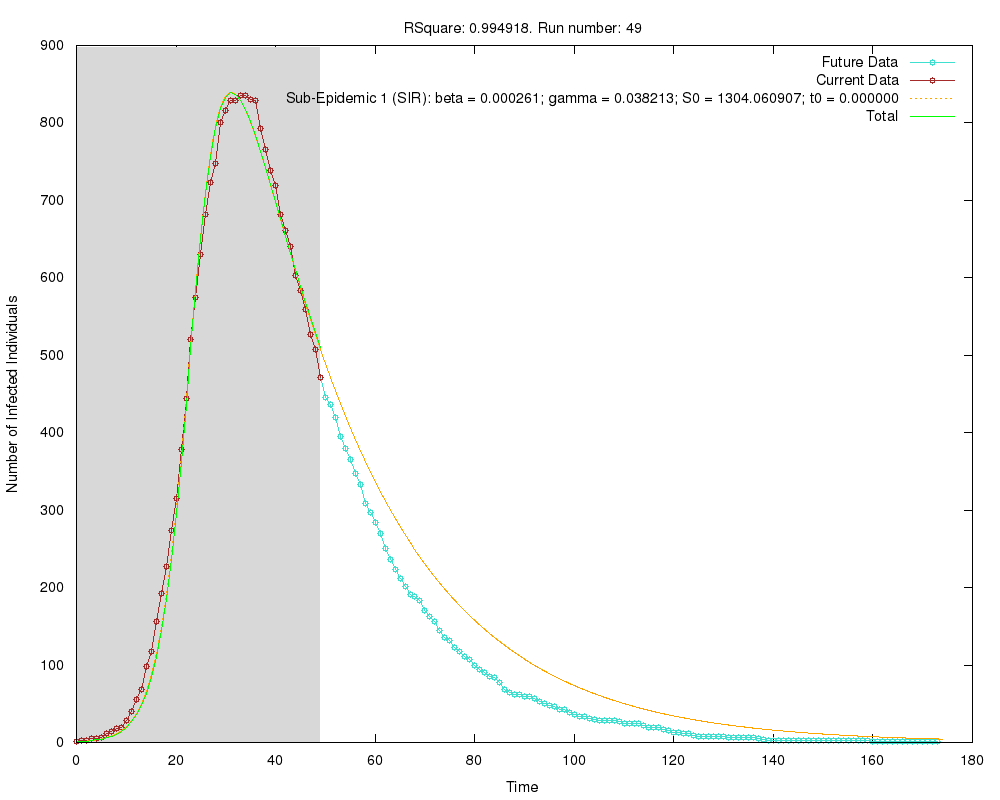 RSquare: 0.994918. Run number: 49
Future Data
Current Data
Sub-Epidemic 1 (SIR): beta = 0.000261; gamma = 0.038213; S0 = 1304.060907; t0 = 0.000000
Total
900
800
700
600
500
400
300
200
100
0
Number of Infected Individuals
0 20 40 60 80 100 120 140 160 180
Time